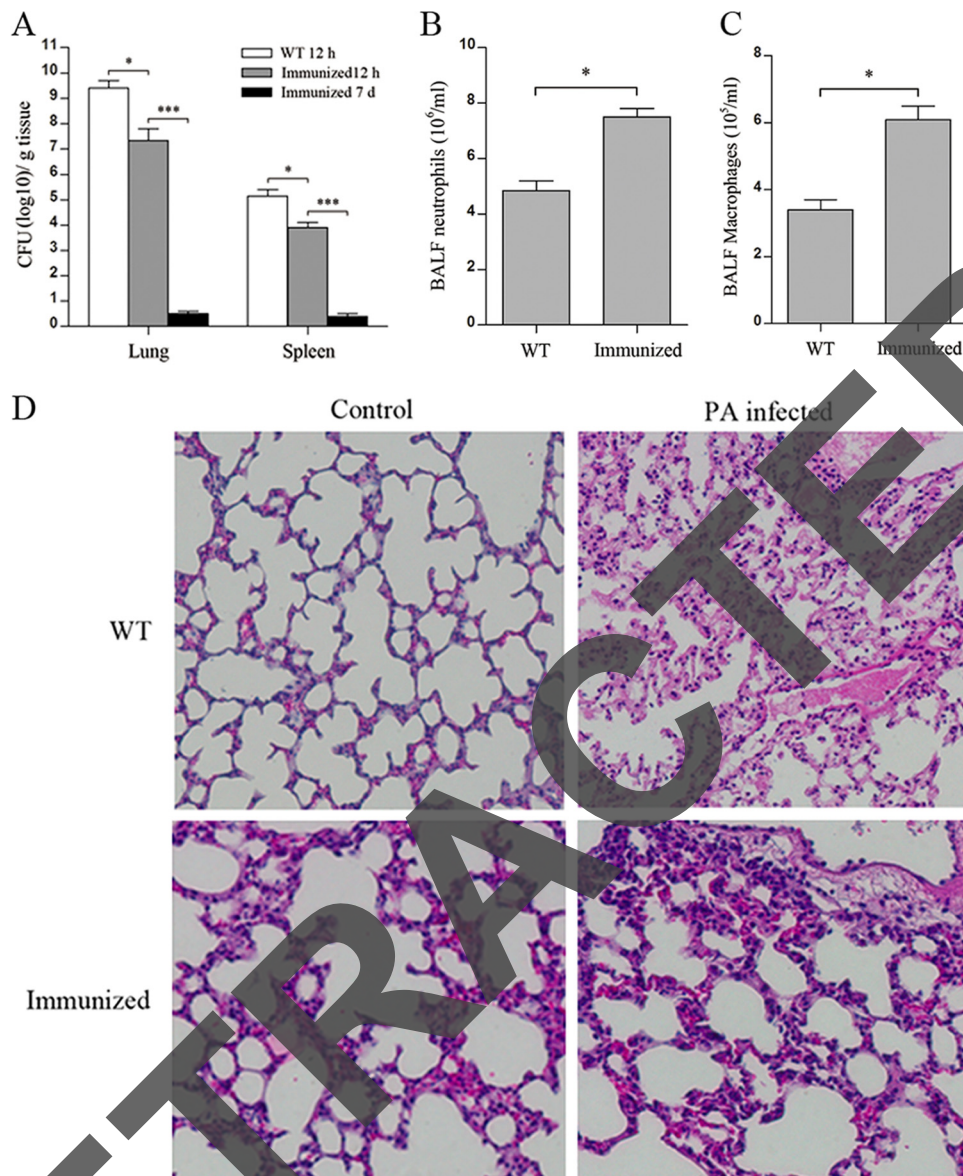 A
CFU (log10)/ g tissue
11
10
9
8
7
6
5
4
3
2
1
0
WT 12 h
Immunized12 h
Immunized 7 d
*
***
*
***
Lung
Spleen
B
BALF neutrophils (10⁶/ml)
10
8
6
4
2
0
*
WT
Immunized
C
BALF Macrophages (10⁵/ml)
8
6
4
2
0
*
WT
Immunized
D
Control
PA infected
WT
Immunized
TRACTE